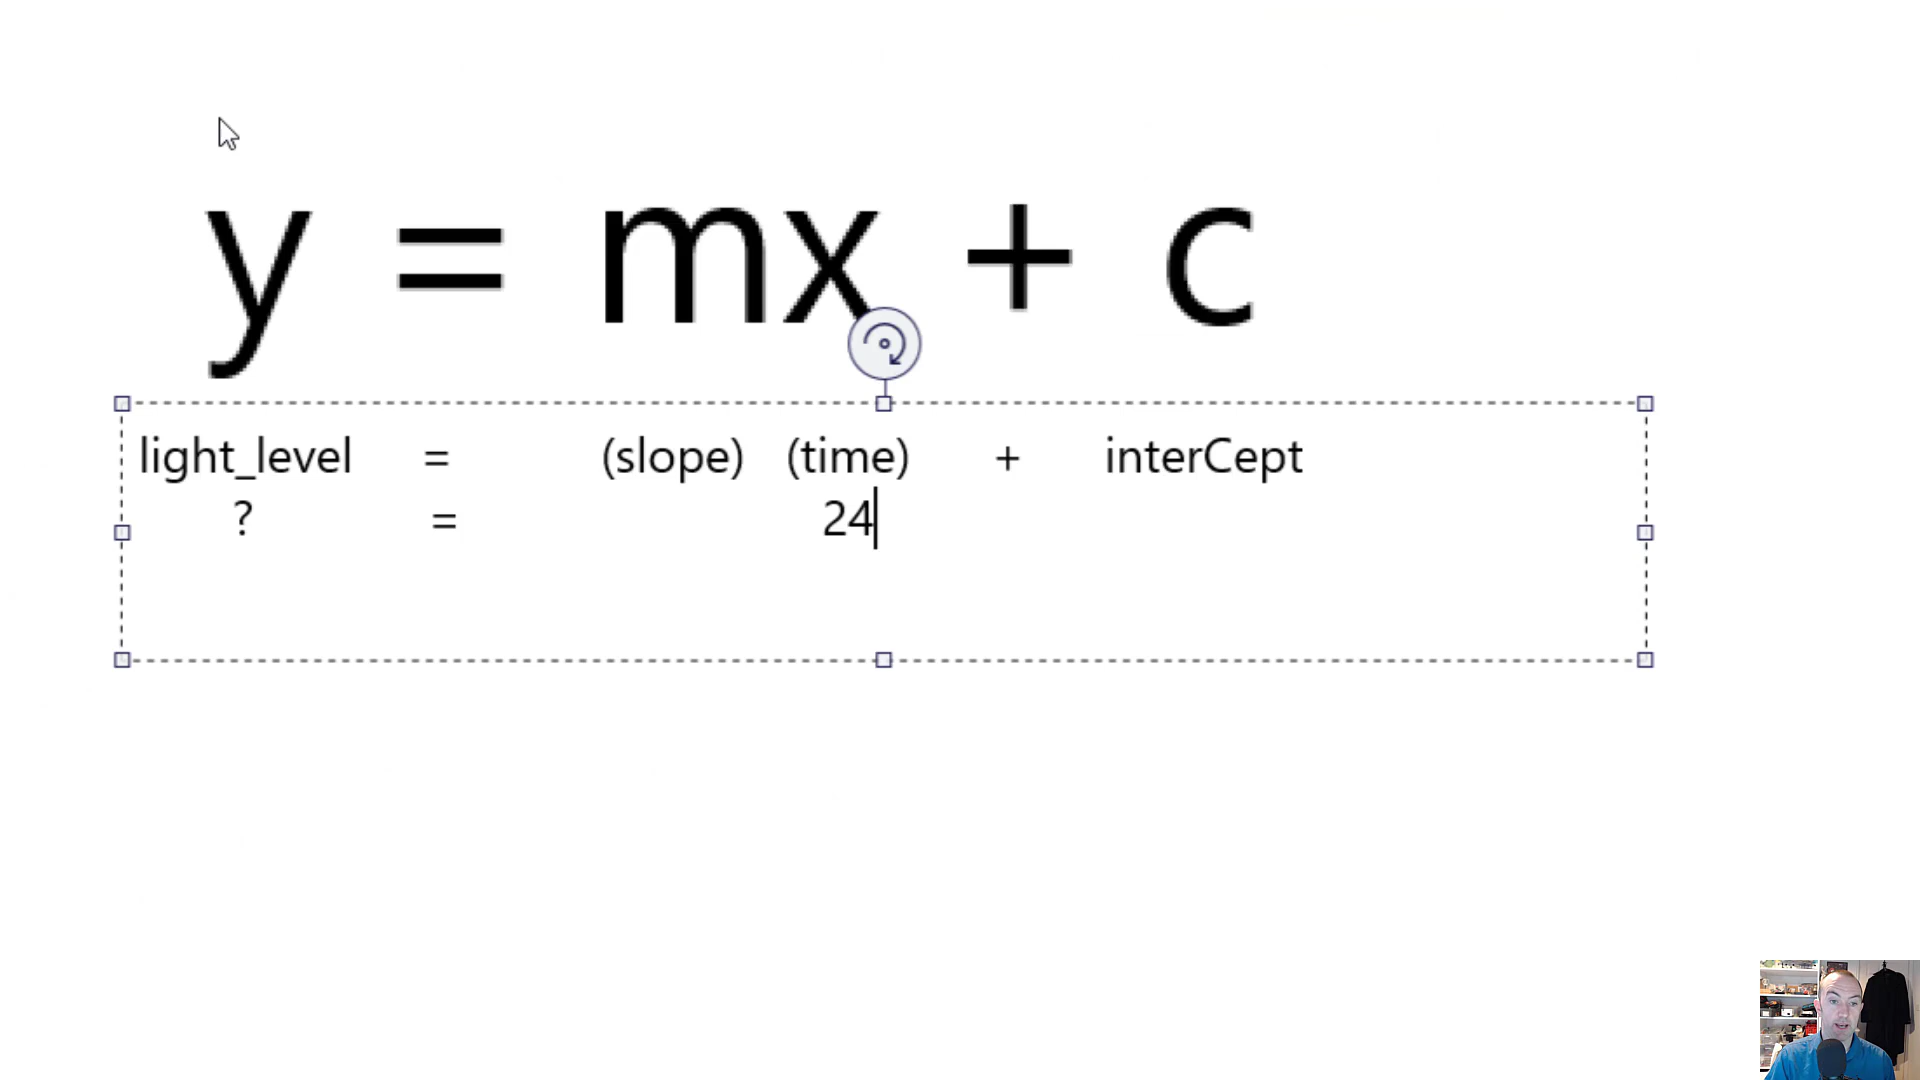 y = mx + c
light_level = (slope) (time) + interCept
? = 24